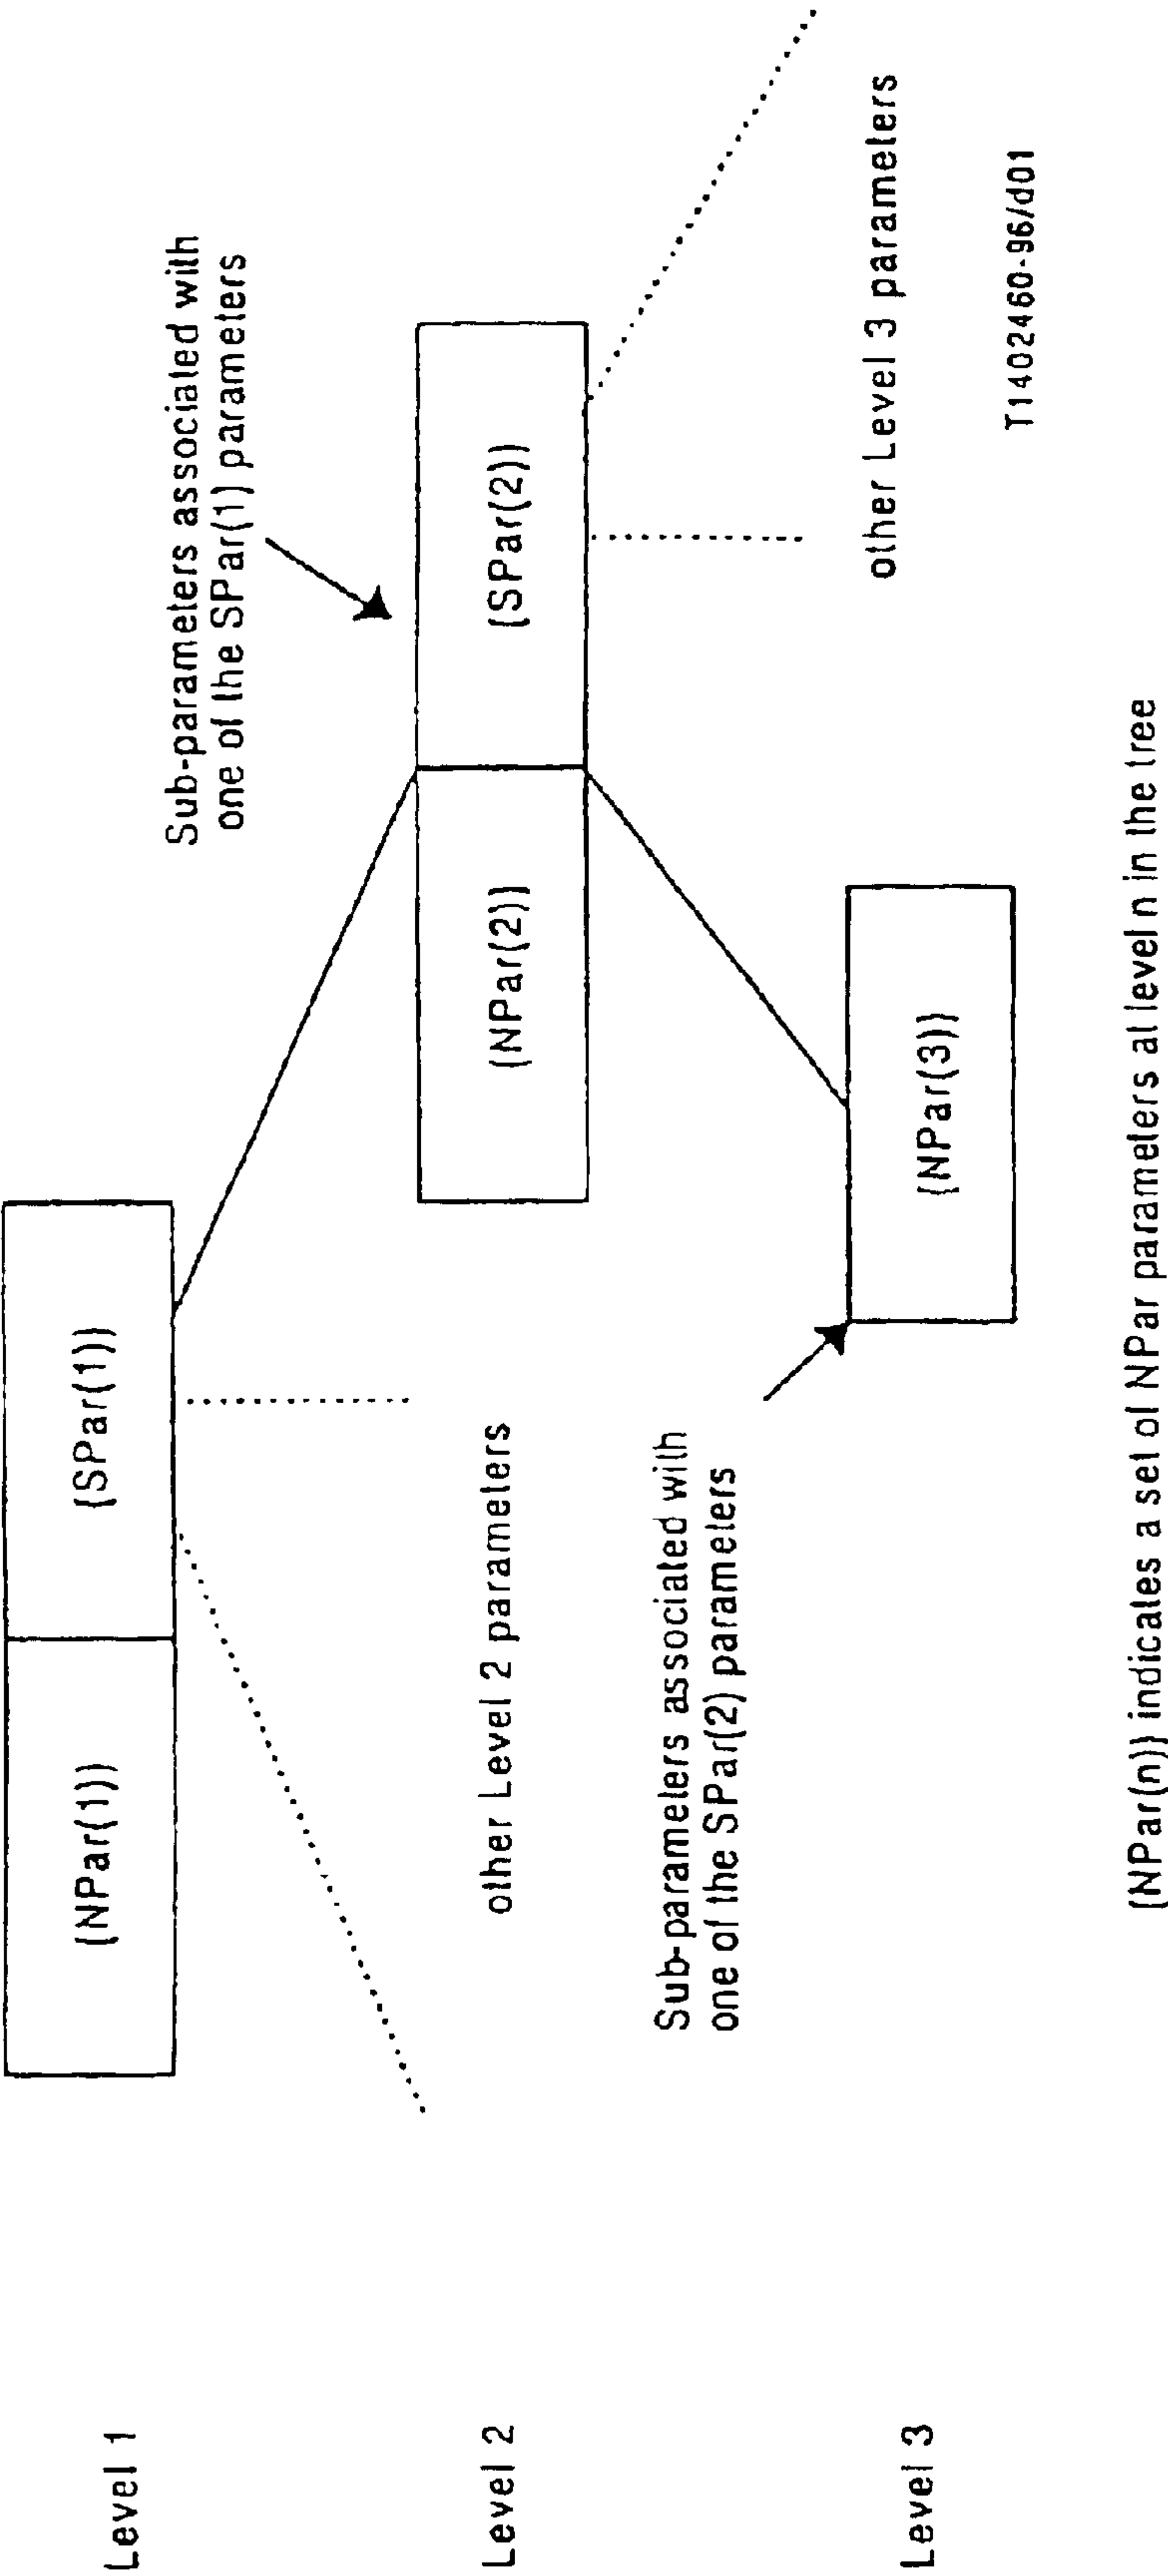 Level 1
{NPar(1)}
{SPar(1)}
Sub-parameters associated with
one of the SPar(1) parameters
Level 2
other Level 2 parameters
{NPar(2)}
{SPar(2)}
Sub-parameters associated with
one of the SPar(2) parameters
Level 3
{NPar(3)}
other Level 3 parameters
T1402460-96/d01
{NPar(n)} indicates a set of NPar parameters at level n in the tree